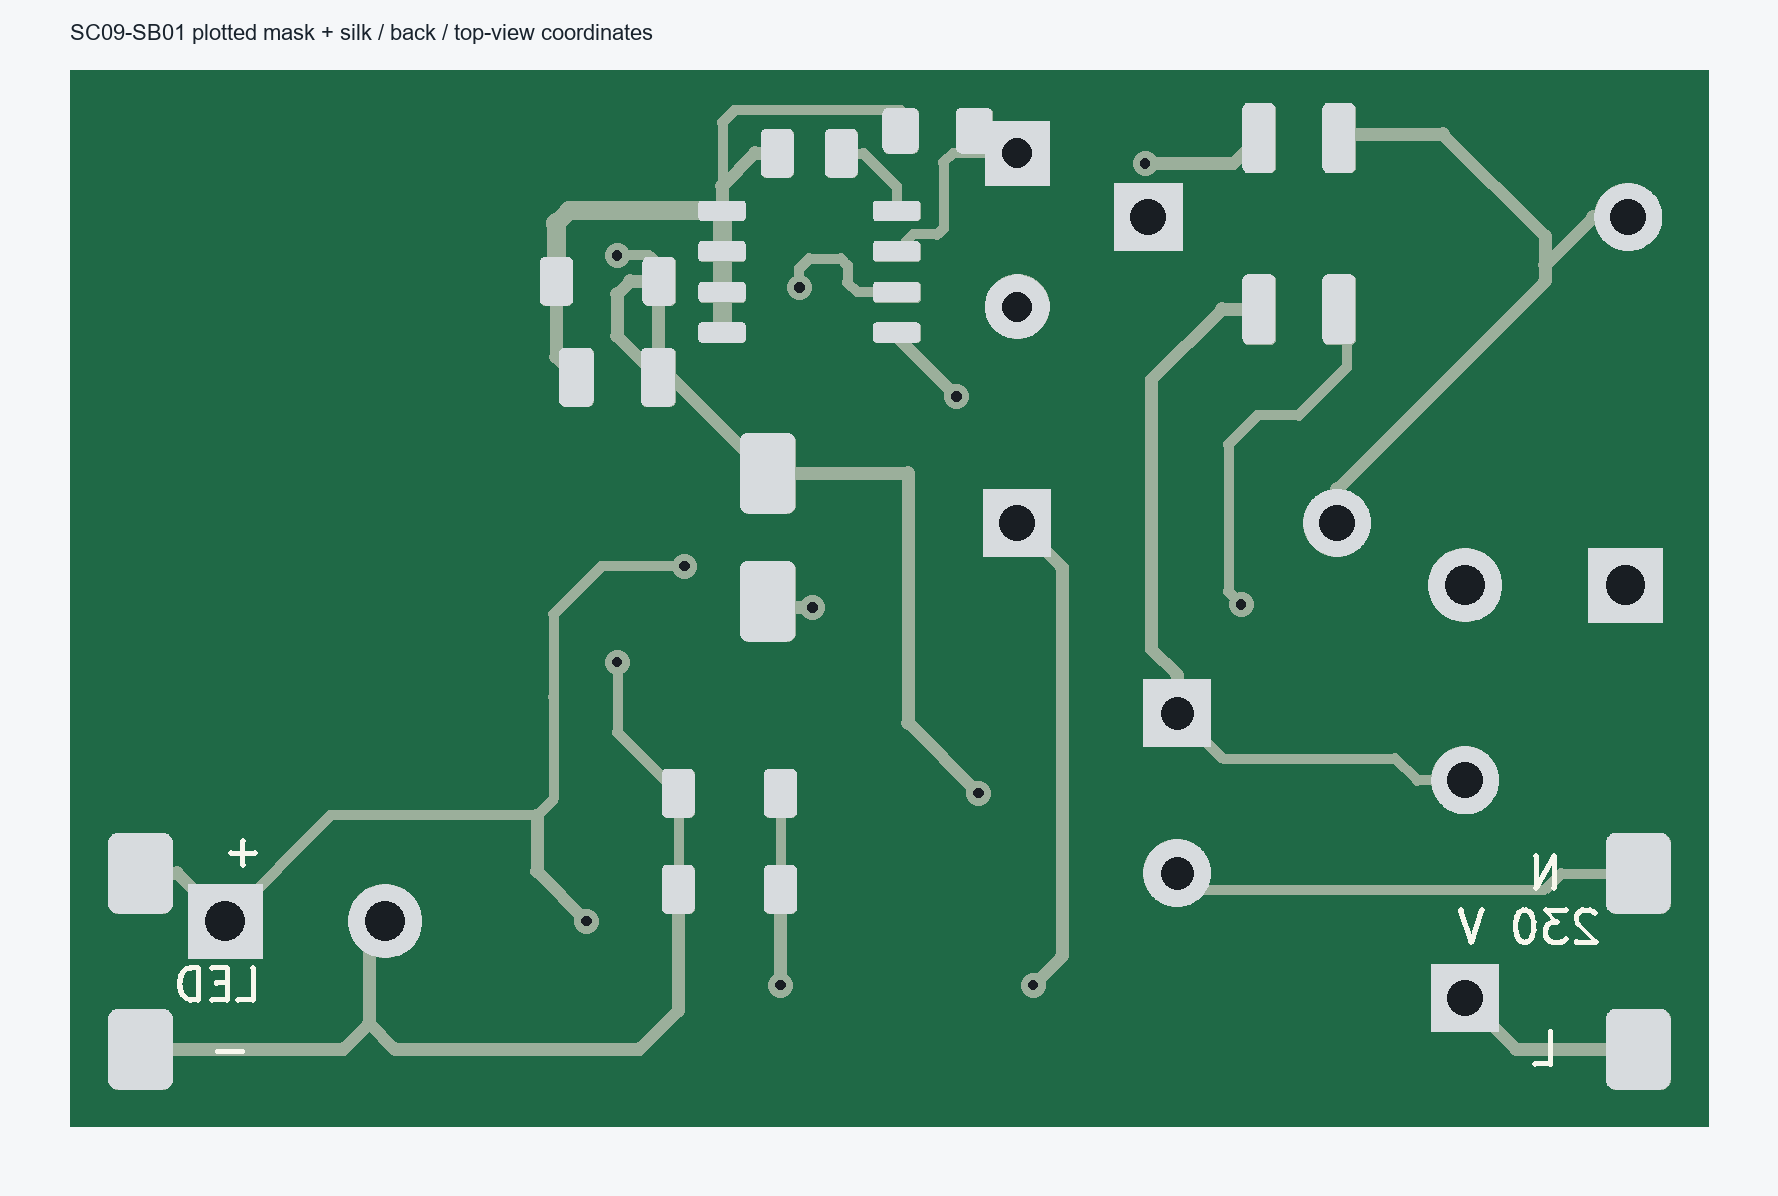 SC09-SB01 plotted mask + silk / back / top-view coordinates
+
N
230 V
LED
−
L